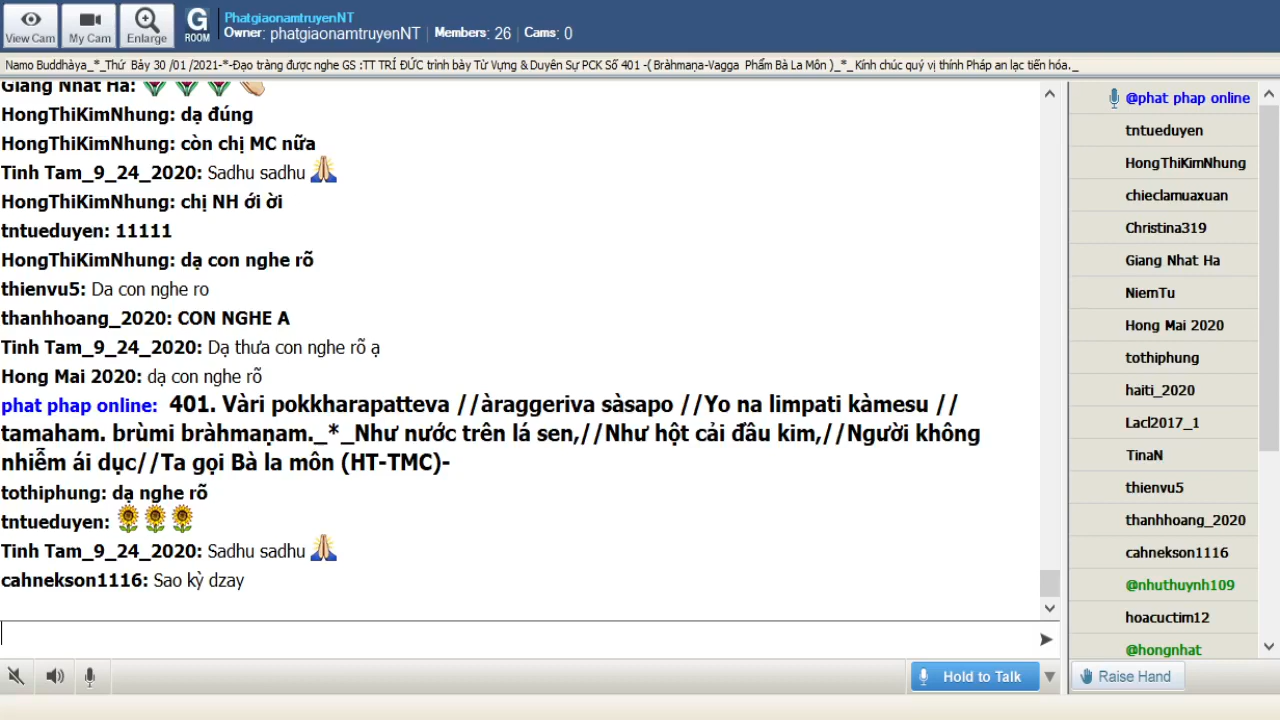 View Cam
My Cam
Enlarge
G
ROOM
PhatgiaonamtruyenNT
Owner: phatgiaonamtruyenNT | Members: 26 | Cams: 0
Namo Buddhàya_*_Thứ Bảy 30 /01 /2021-*-Đạo tràng được nghe GS :TT TRÍ ĐỨC trình bày Từ Vựng & Duyên Sự PCK Số 401 -( Bràhmaṇa-Vagga Phẩm Bà La Môn )_*_ Kính chúc quý vị thính Pháp an lạc tiến hóa._
Giang Nhat Ha:
HongThiKimNhung: dạ đúng
HongThiKimNhung: còn chị MC nữa
Tinh Tam_9_24_2020: Sadhu sadhu
HongThiKimNhung: chị NH ới ời
tntueduyen: 11111
HongThiKimNhung: dạ con nghe rõ
thienvu5: Da con nghe ro
thanhhoang_2020: CON NGHE A
Tinh Tam_9_24_2020: Dạ thưa con nghe rõ ạ
Hong Mai 2020: dạ con nghe rõ
phat phap online: 401. Vàri pokkharapatteva //àraggeriva sàsapo //Yo na limpati kàmesu //
tamaham. brùmi bràhmaṇam._*_Như nước trên lá sen,//Như hột cải đầu kim,//Người không
nhiễm ái dục//Ta gọi Bà la môn (HT-TMC)-
tothiphung: dạ nghe rõ
tntueduyen:
Tinh Tam_9_24_2020: Sadhu sadhu
cahnekson1116: Sao kỳ dzay
Hold to Talk
@phat phap online
tntueduyen
HongThiKimNhung
chieclamuaxuan
Christina319
Giang Nhat Ha
NiemTu
Hong Mai 2020
tothiphung
haiti_2020
Lacl2017_1
TinaN
thienvu5
thanhhoang_2020
cahnekson1116
@nhuthuynh109
hoacuctim12
@hongnhat
Raise Hand